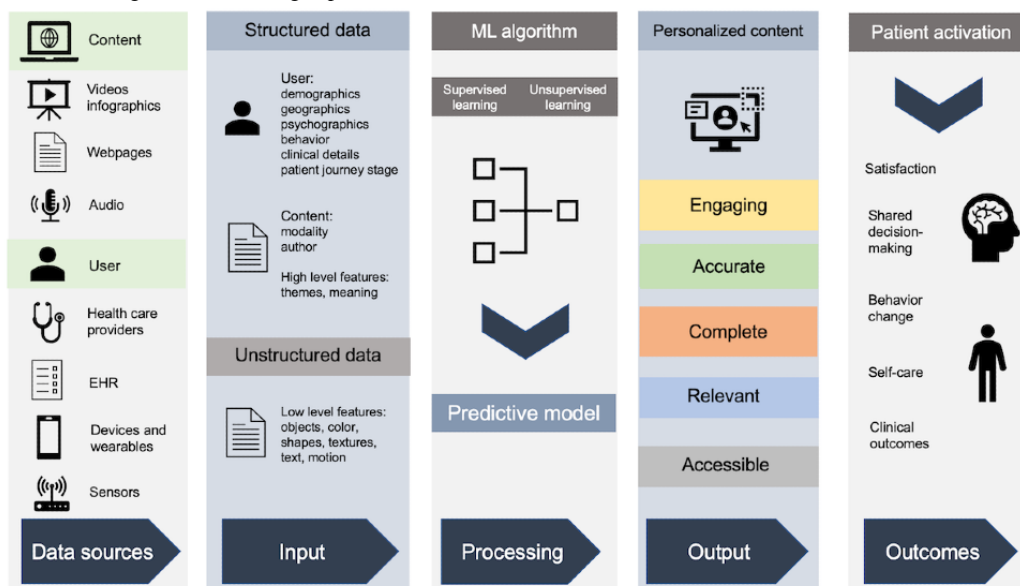 Content
Videos
infographics
Webpages
Audio
User
Health care
providers
EHR
Devices and
wearables
Sensors
Data sources
Structured data
User:
demographics
geographics
psychographics
behavior
clinical details
patient journey stage
Content:
modality
author
High level features:
themes, meaning
Unstructured data
Low level features:
objects, color,
shapes, textures,
text, motion
Input
ML algorithm
Supervised
learning
Unsupervised
learning
Predictive model
Processing
Personalized content
Engaging
Accurate
Complete
Relevant
Accessible
Output
Patient activation
Satisfaction
Shared
decision-
making
Behavior
change
Self-care
Clinical
outcomes
Outcomes